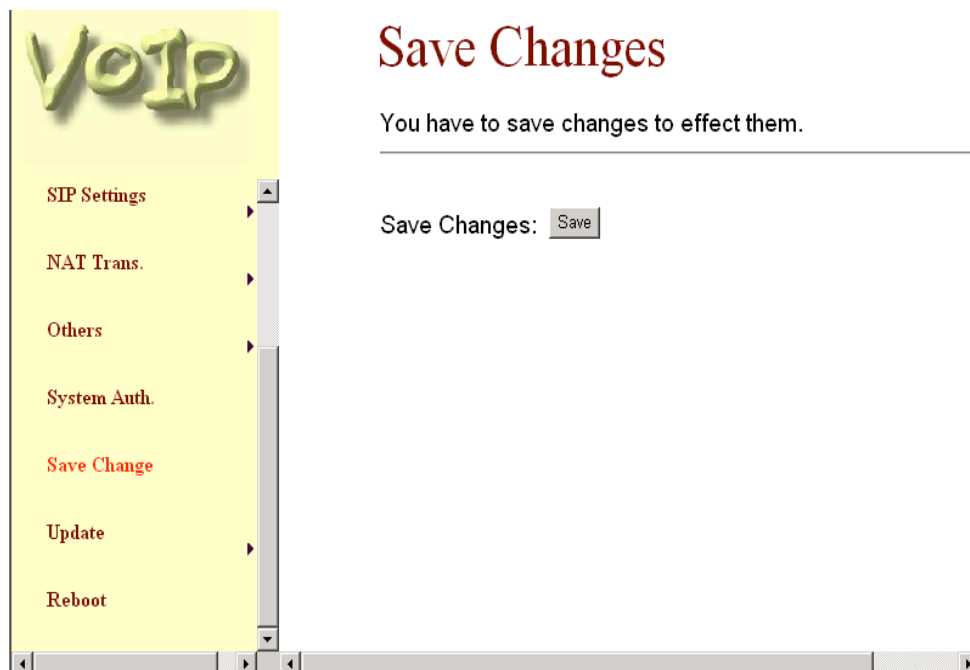 VoIP
SIP Settings
NAT Trans.
Others
System Auth.
Save Change
Update
Reboot
Save Changes
You have to save changes to effect them.
Save Changes: Save